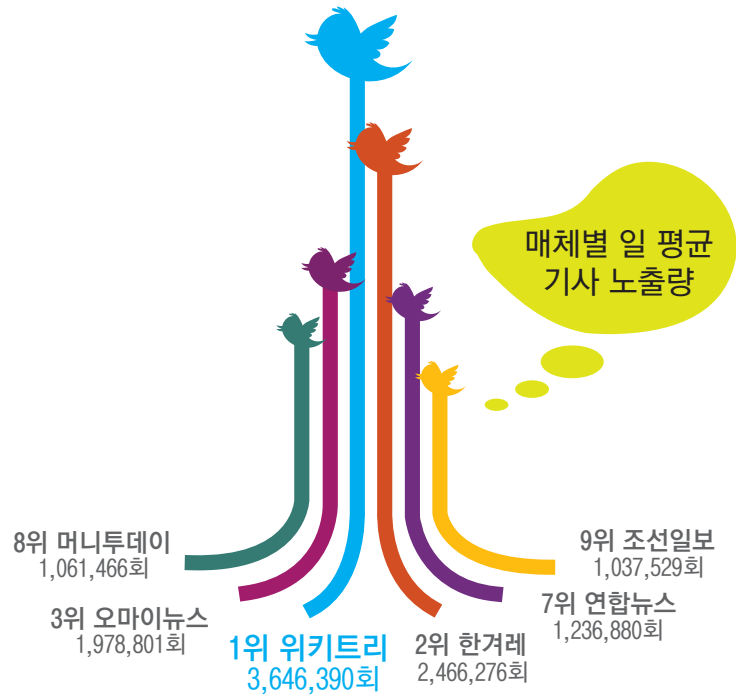 매체별 일 평균
기사 노출량
8위 머니투데이
1,061,466회
3위 오마이뉴스
1,978,801회
1위 위키트리
3,646,390회
2위 한겨레
2,466,276회
7위 연합뉴스
1,236,880회
9위 조선일보
1,037,529회